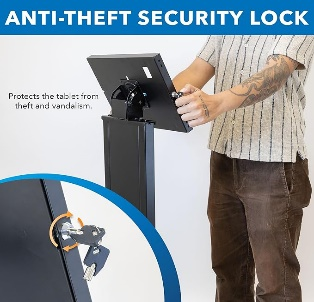 ANTI-THEFT SECURITY LOCK
Protects the tablet from
theft and vandalism.